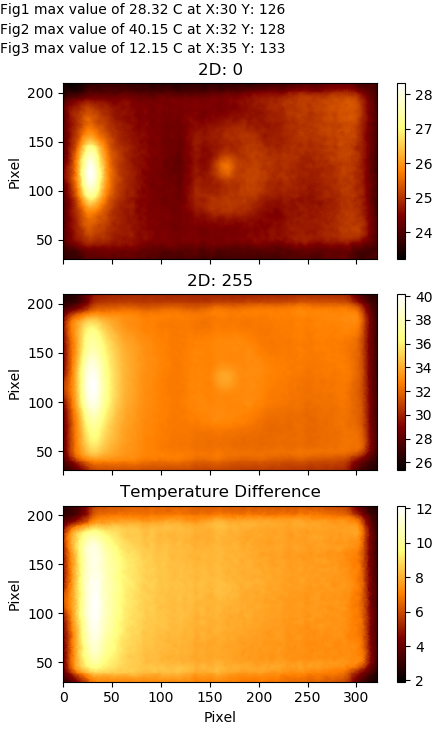 Fig1 max value of 28.32 C at X:30 Y: 126
Fig2 max value of 40.15 C at X:32 Y: 128
Fig3 max value of 12.15 C at X:35 Y: 133
2D: 0
200
150
100
50
Pixel
28
27
26
25
24
2D: 255
200
150
100
50
Pixel
40
38
36
34
32
30
28
26
Temperature Difference
200
150
100
50
Pixel
12
10
8
6
4
2
0 50 100 150 200 250 300
Pixel